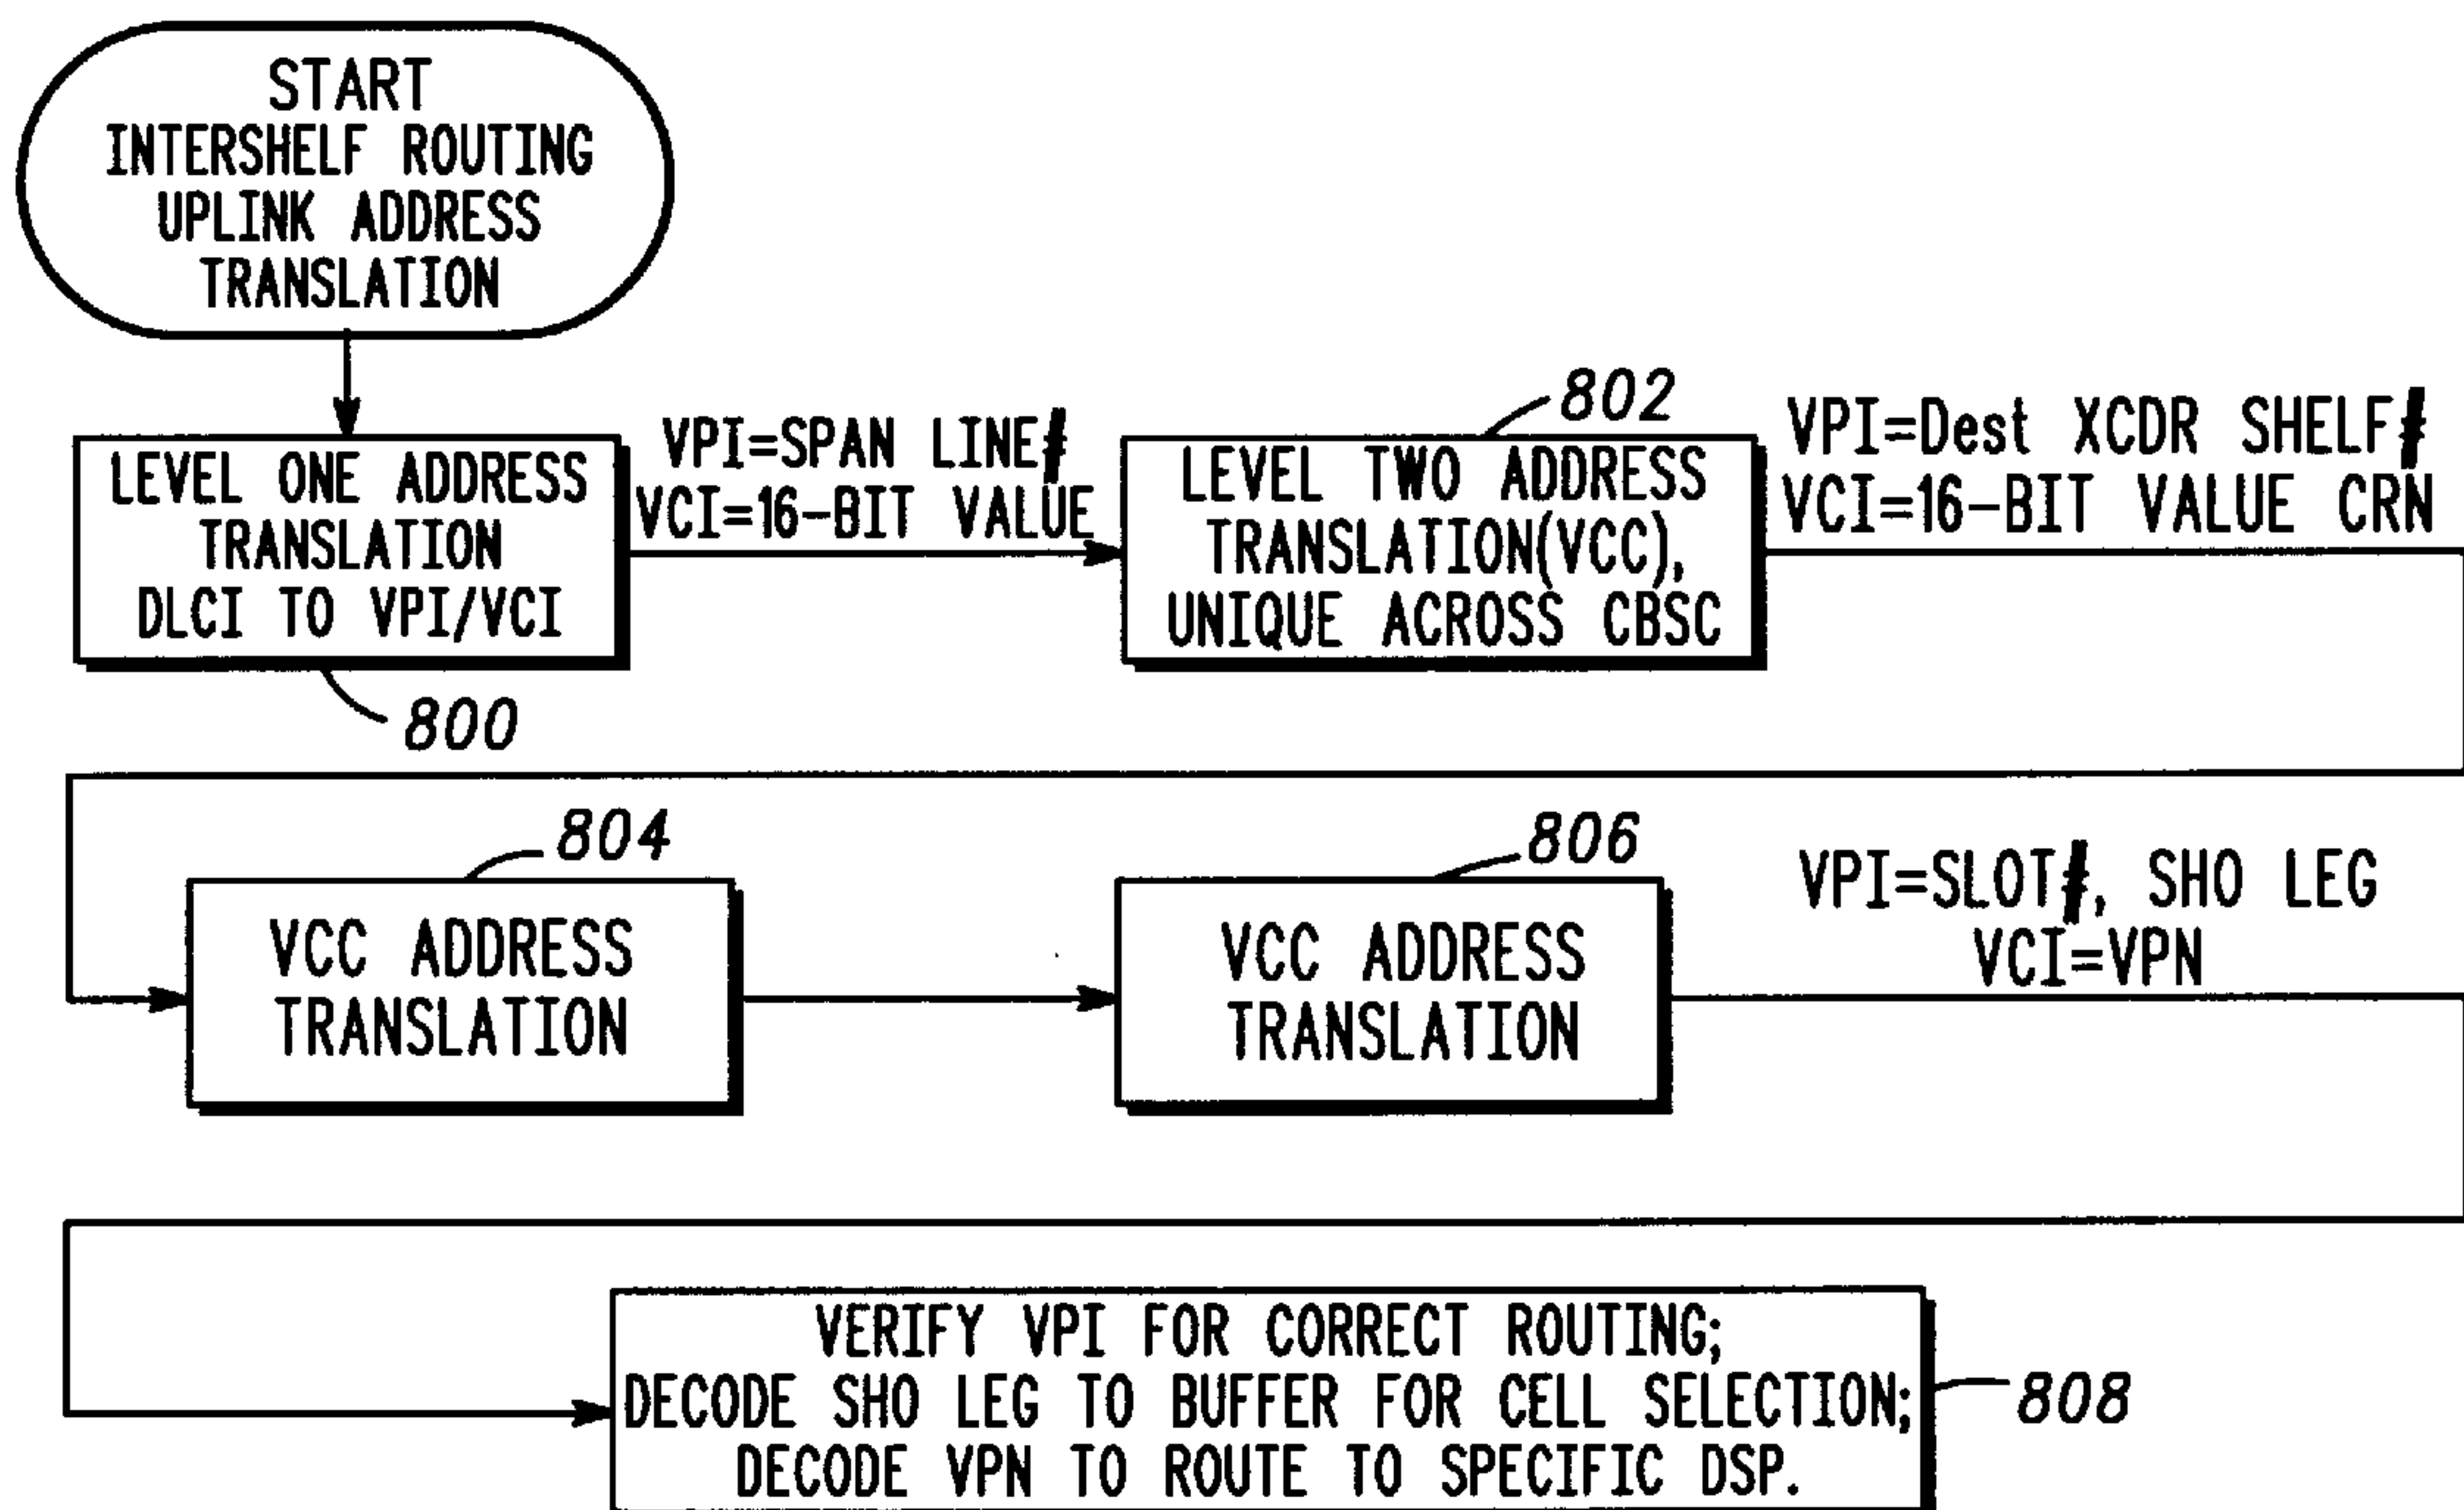 START
INTERSHELF ROUTING
UPLINK ADDRESS
TRANSLATION
LEVEL ONE ADDRESS
TRANSLATION
DLCI TO VPI/VCI
800
VPI=SPAN LINE#
VCI=16-BIT VALUE
802
LEVEL TWO ADDRESS
TRANSLATION(VCC),
UNIQUE ACROSS CBSC
VPI=Dest XCDR SHELF#
VCI=16-BIT VALUE CRN
804
VCC ADDRESS
TRANSLATION
806
VCC ADDRESS
TRANSLATION
VPI=SLOT#, SHO LEG
VCI=VPN
VERIFY VPI FOR CORRECT ROUTING;
DECODE SHO LEG TO BUFFER FOR CELL SELECTION;
DECODE VPN TO ROUTE TO SPECIFIC DSP.
808